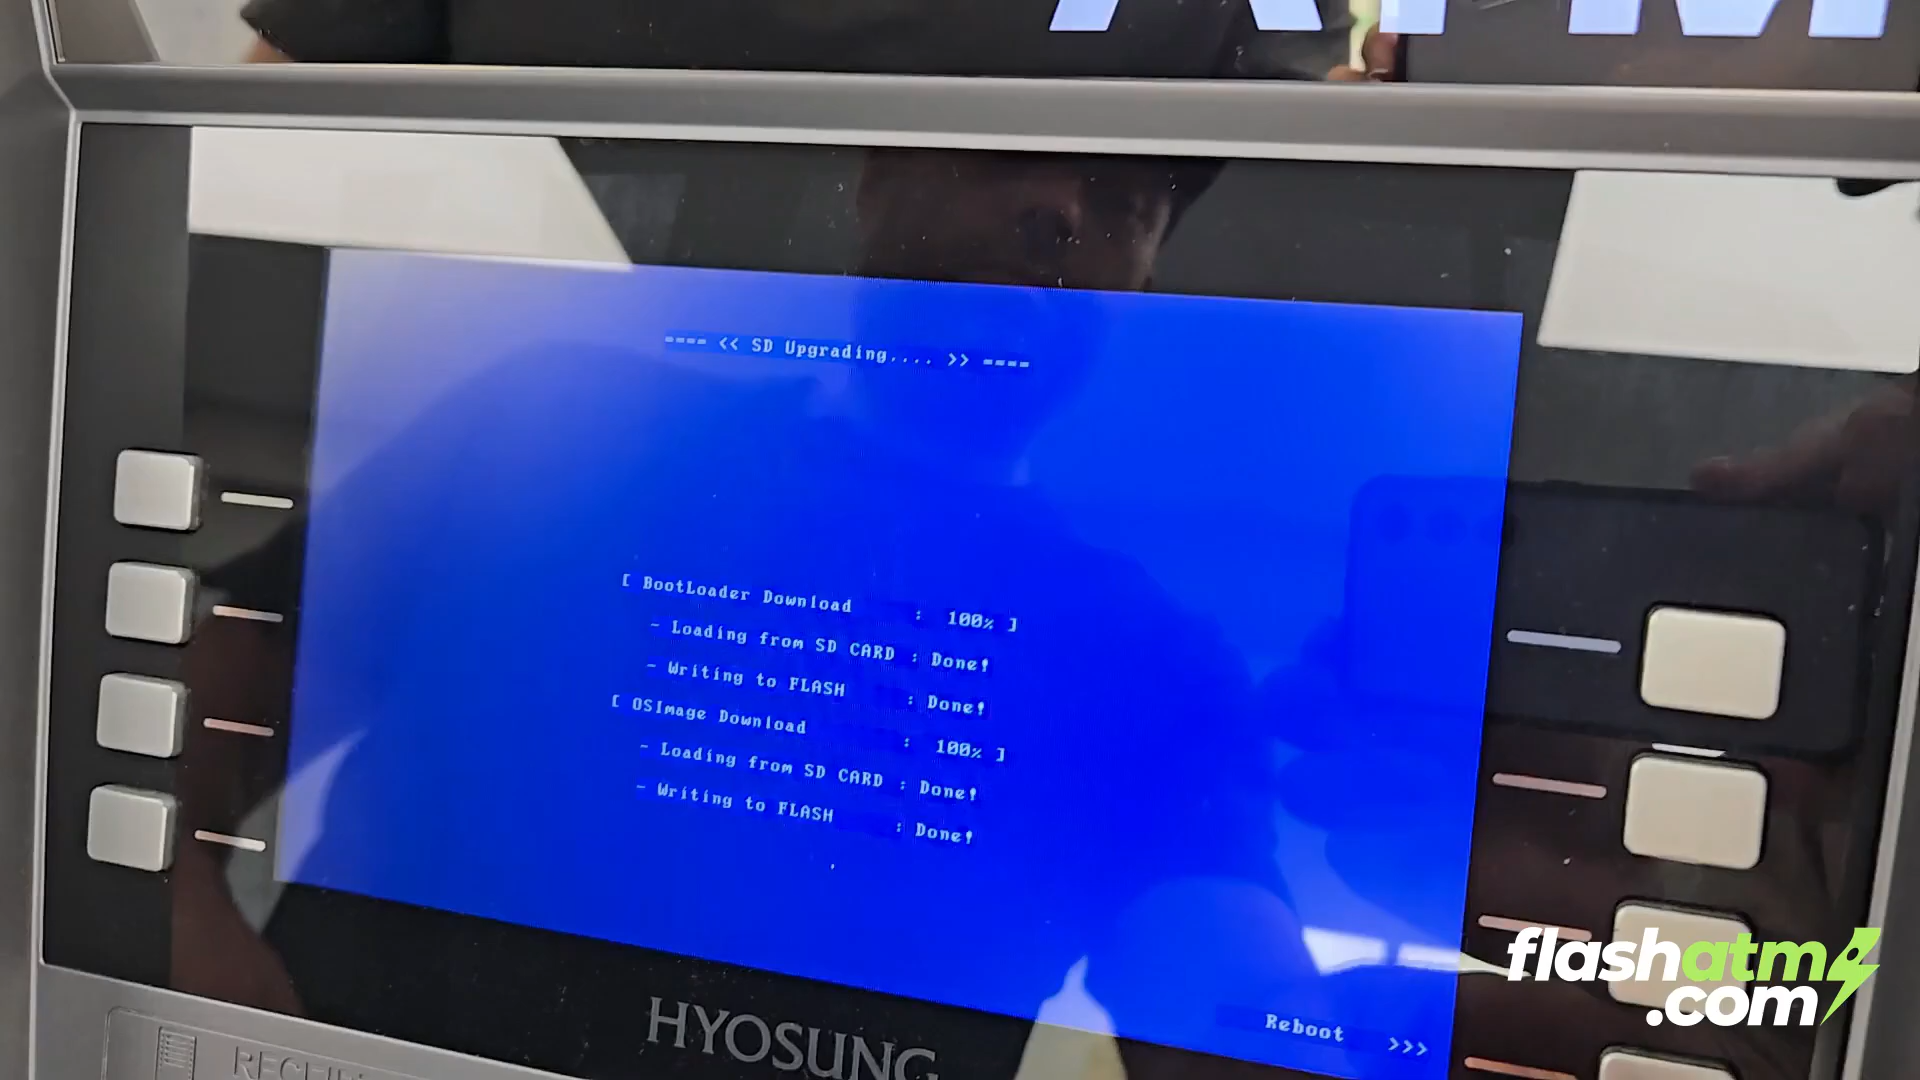 ATM
==== << SD Upgrading.... >> ====
[ BootLoader Download : 100% ]
- Loading from SD CARD : Done!
- Writing to FLASH : Done!
[ OSImage Download : 100% ]
- Loading from SD CARD : Done!
- Writing to FLASH : Done!
Reboot >>>
HYOSUNG
flashatm
.com